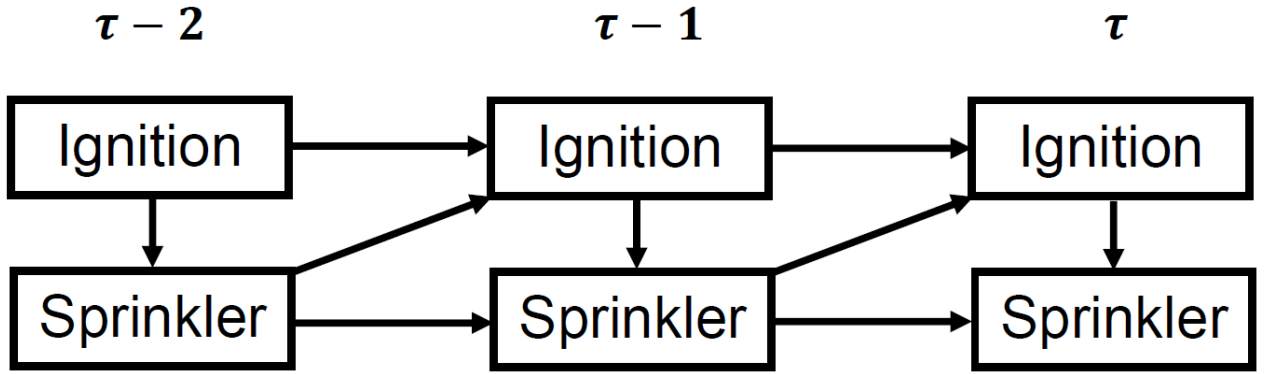 τ − 2 τ − 1 τ
Ignition Ignition Ignition
Sprinkler Sprinkler Sprinkler